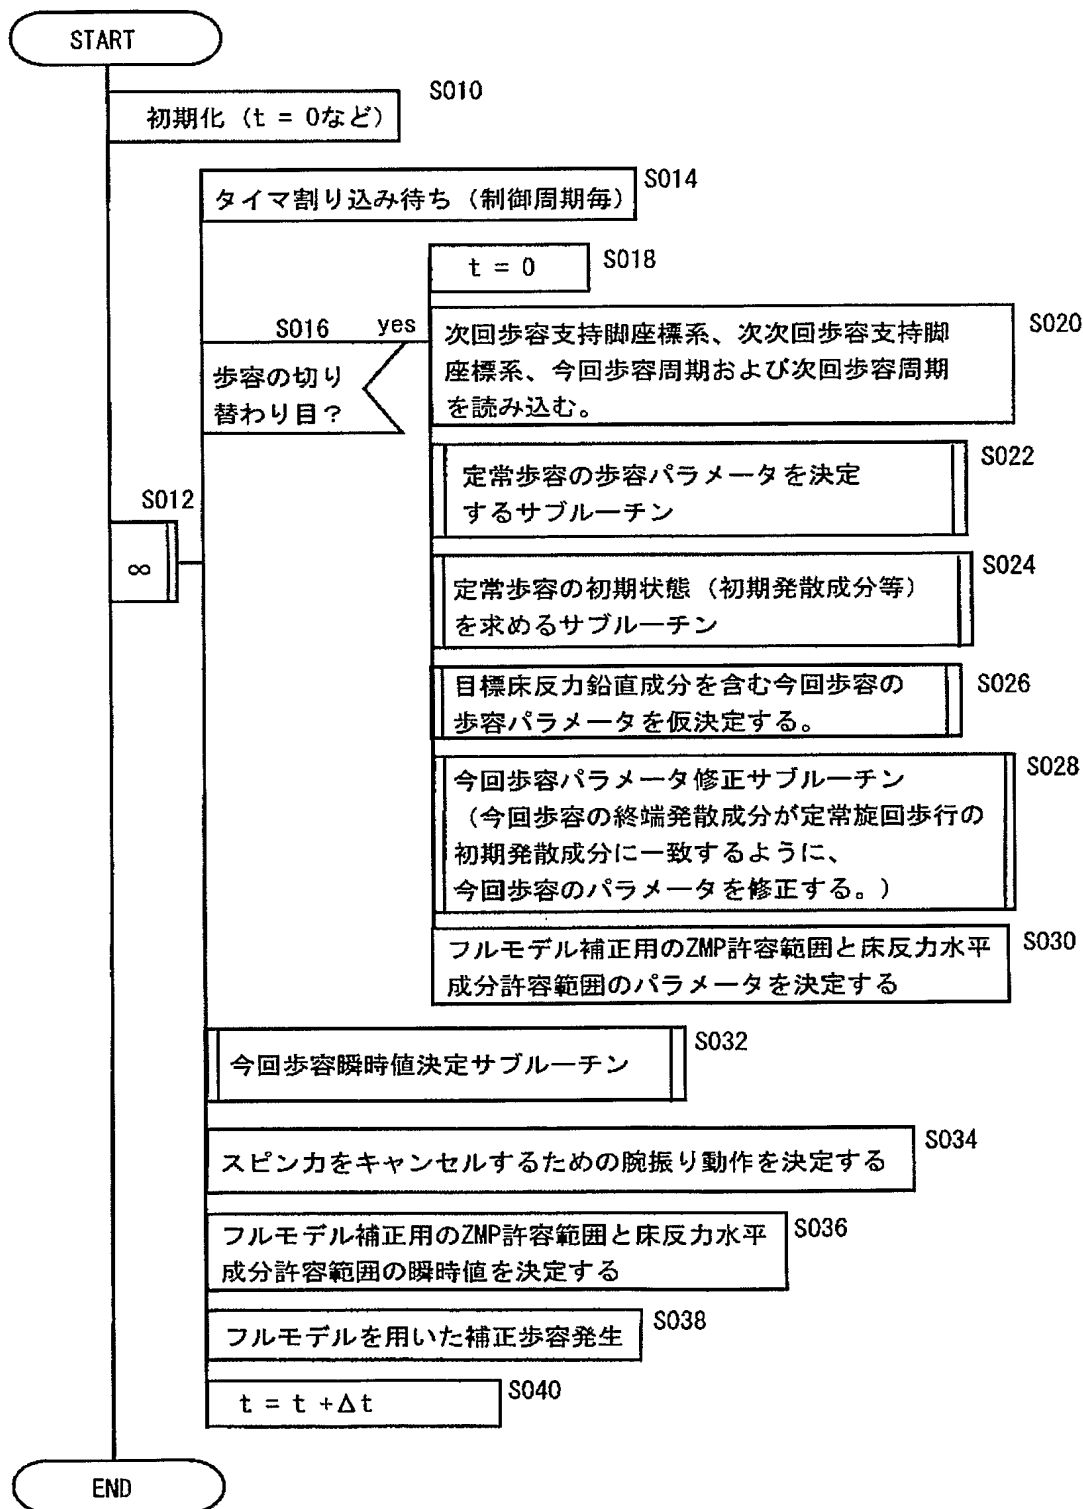 START
S010
初期化 (t = 0など)
S014
タイマ割り込み待ち (制御周期毎)
t = 0
S018
S016
yes
歩容の切り
替わり目?
S020
次回歩容支持脚座標系、次次回歩容支持脚
座標系、今回歩容周期および次回歩容周期
を読み込む。
S022
定常歩容の歩容パラメータを決定
するサブルーチン
S012
∞
S024
定常歩容の初期状態 (初期発散成分等)
を求めるサブルーチン
S026
目標床反力鉛直成分を含む今回歩容の
歩容パラメータを仮決定する。
S028
今回歩容パラメータ修正サブルーチン
(今回歩容の終端発散成分が定常旋回歩行の
初期発散成分に一致するように、
今回歩容のパラメータを修正する。)
S030
フルモデル補正用のZMP許容範囲と床反力水平
成分許容範囲のパラメータを決定する
S032
今回歩容瞬時値決定サブルーチン
S034
スピン力をキャンセルするための腕振り動作を決定する
S036
フルモデル補正用のZMP許容範囲と床反力水平
成分許容範囲の瞬時値を決定する
S038
フルモデルを用いた補正歩容発生
S040
t = t +Δt
END